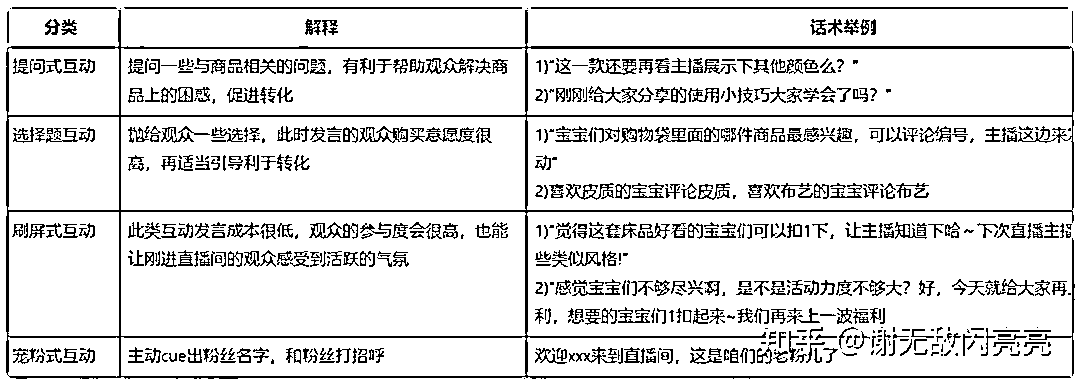 分类
解释
话术举例
提问式互动
提问一些与商品相关的问题，有利于帮助观众解决商
品上的困惑，促进转化
1)"这一款还要再看主播展示下其他颜色么？"
2)"刚刚给大家分享的使用小技巧大家学会了吗？"
选择题互动
抛给观众一些选择，此时发言的观众购买意愿度很
高，再适当引导利于转化
1)"宝宝们对购物袋里面的哪件商品最感兴趣，可以评论编号，主播这边来
动"
2)喜欢皮质的宝宝评论皮质，喜欢布艺的宝宝评论布艺
刷屏式互动
此类互动发言成本很低，观众的参与度会很高，也能
让刚进直播间的观众感受到活跃的气氛
1)"觉得这套床品好看的宝宝们可以扣1下，让主播知道下哈~下次直播主播
些类似风格!"
2)"感觉宝宝们不够尽兴啊，是不是活动力度不够大？好，今天就给大家再
利，想要的宝宝们1扣起来~我们再来上一波福利
宠粉式互动
主动cue出粉丝名字，和粉丝打招呼
欢迎xxx来到直播间，这是咱们的老粉儿了
知乎 @谢无敌闪亮亮